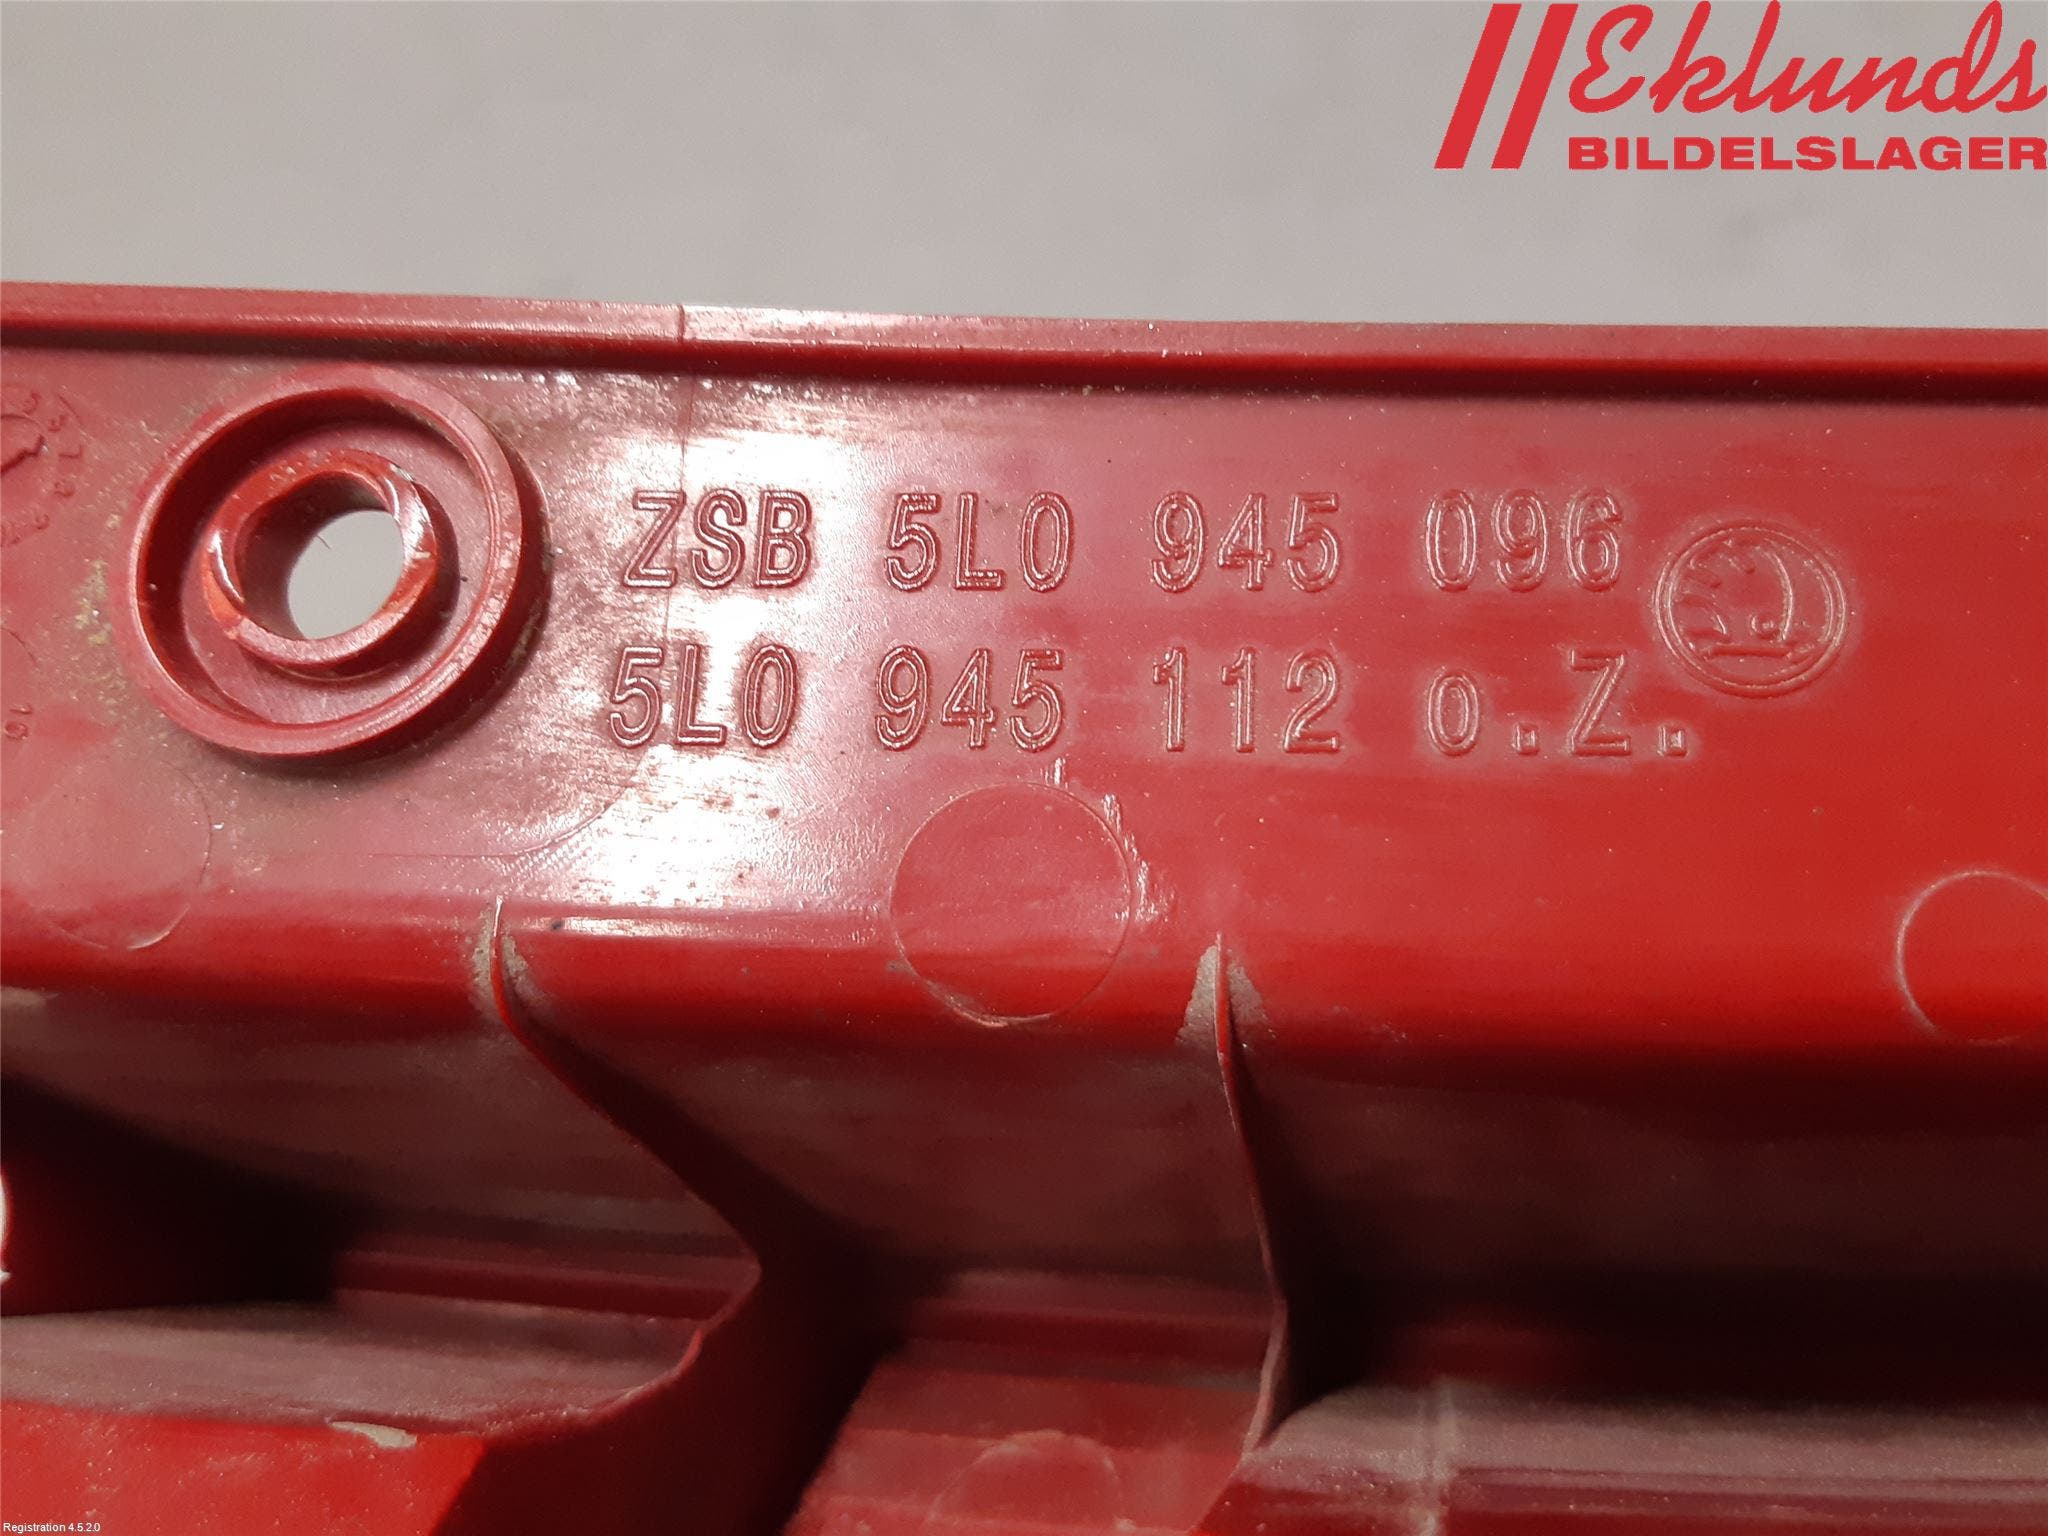 Eklunds
BILDELSLAGER
ZSB 5L0 945 096
5L0 945 112 o.Z.
Registration 4.5.2.0